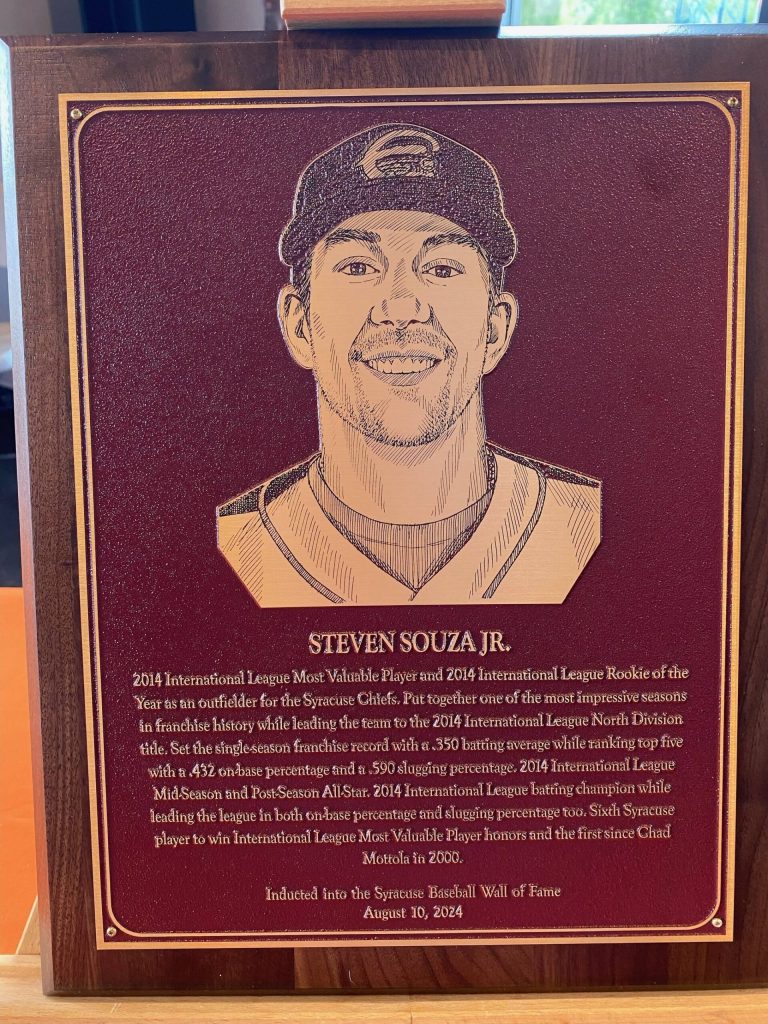 STEVEN SOUZA JR.
2014 International League Most Valuable Player and 2014 International League Rookie of the
Year as an outfielder for the Syracuse Chiefs. Put together one of the most impressive seasons
in franchise history while leading the team to the 2014 International League North Division
title. Set the single-season franchise record with a .350 batting average while ranking top five
with a .432 on-base percentage and a .590 slugging percentage. 2014 International League
Mid-Season and Post-Season All-Star. 2014 International League batting champion while
leading the league in both on-base percentage and slugging percentage too. Sixth Syracuse
player to win International League Most Valuable Player honors and the first since Chad
Mottola in 2000.
Inducted into the Syracuse Baseball Wall of Fame
August 10, 2024